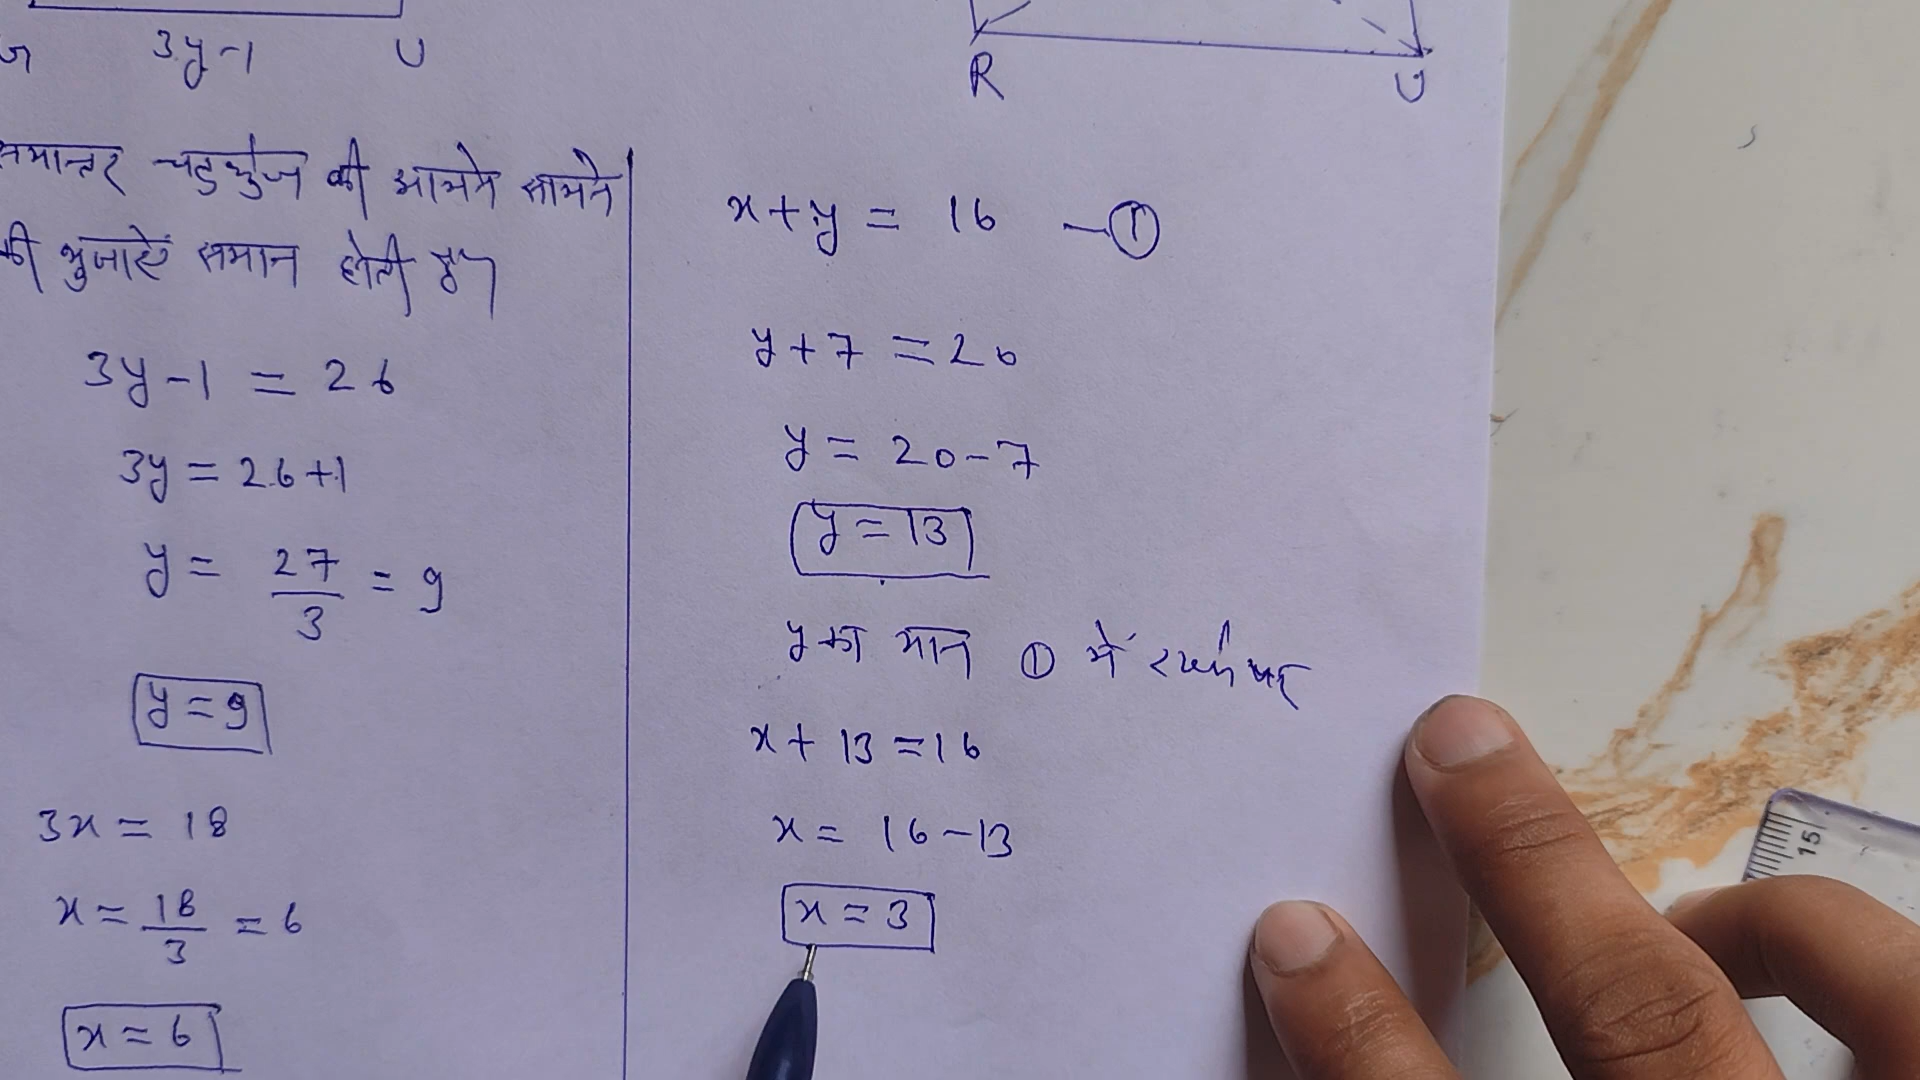 3y-1 U
R U
समान्तर चतुर्भुज की आमने सामने
की भुजाएं समान होती हैं
3y-1 = 26
3y = 26+1
y = 27/3 = 9
y = 9
3x = 18
x = 18/3 = 6
x = 6
x+y = 16 —①
y+7 = 20
y = 20-7
y = 13
y का मान ① में रखने पर
x + 13 = 16
x = 16-13
x = 3
15